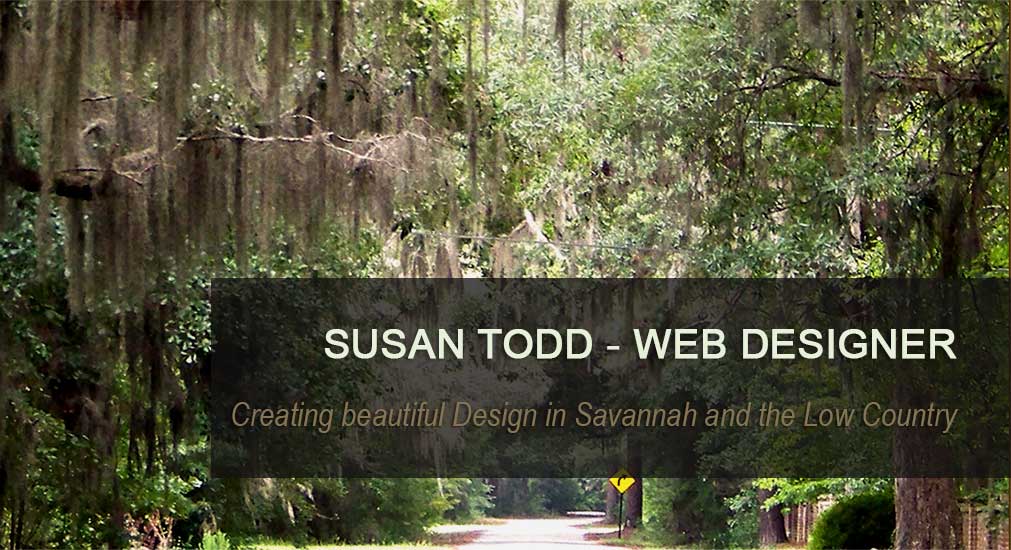 SUSAN TODD - WEB DESIGNER
Creating beautiful Design in Savannah and the Low Country